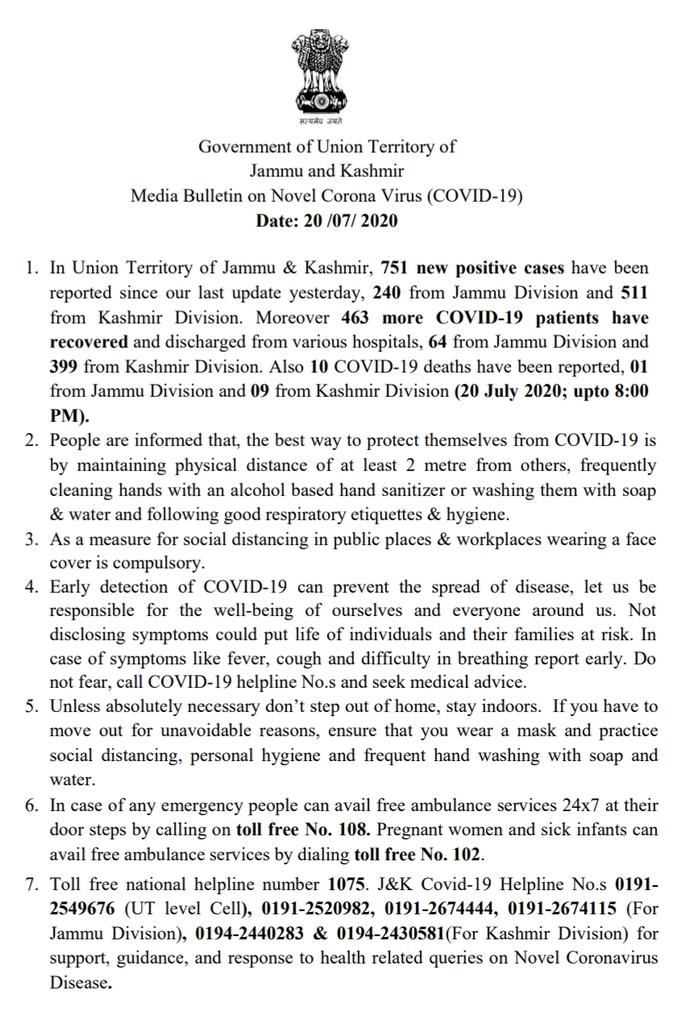 सत्यमेव जयते
Government of Union Territory of
Jammu and Kashmir
Media Bulletin on Novel Corona Virus (COVID-19)
Date: 20 /07/ 2020
1. In Union Territory of Jammu & Kashmir, 751 new positive cases have been
reported since our last update yesterday, 240 from Jammu Division and 511
from Kashmir Division. Moreover 463 more COVID-19 patients have
recovered and discharged from various hospitals, 64 from Jammu Division and
399 from Kashmir Division. Also 10 COVID-19 deaths have been reported, 01
from Jammu Division and 09 from Kashmir Division (20 July 2020; upto 8:00
PM).
2. People are informed that, the best way to protect themselves from COVID-19 is
by maintaining physical distance of at least 2 metre from others, frequently
cleaning hands with an alcohol based hand sanitizer or washing them with soap
& water and following good respiratory etiquettes & hygiene.
3. As a measure for social distancing in public places & workplaces wearing a face
cover is compulsory.
4. Early detection of COVID-19 can prevent the spread of disease, let us be
responsible for the well-being of ourselves and everyone around us. Not
disclosing symptoms could put life of individuals and their families at risk. In
case of symptoms like fever, cough and difficulty in breathing report early. Do
not fear, call COVID-19 helpline No.s and seek medical advice.
5. Unless absolutely necessary don’t step out of home, stay indoors. If you have to
move out for unavoidable reasons, ensure that you wear a mask and practice
social distancing, personal hygiene and frequent hand washing with soap and
water.
6. In case of any emergency people can avail free ambulance services 24x7 at their
door steps by calling on toll free No. 108. Pregnant women and sick infants can
avail free ambulance services by dialing toll free No. 102.
7. Toll free national helpline number 1075. J&K Covid-19 Helpline No.s 0191-
2549676 (UT level Cell), 0191-2520982, 0191-2674444, 0191-2674115 (For
Jammu Division), 0194-2440283 & 0194-2430581(For Kashmir Division) for
support, guidance, and response to health related queries on Novel Coronavirus
Disease.